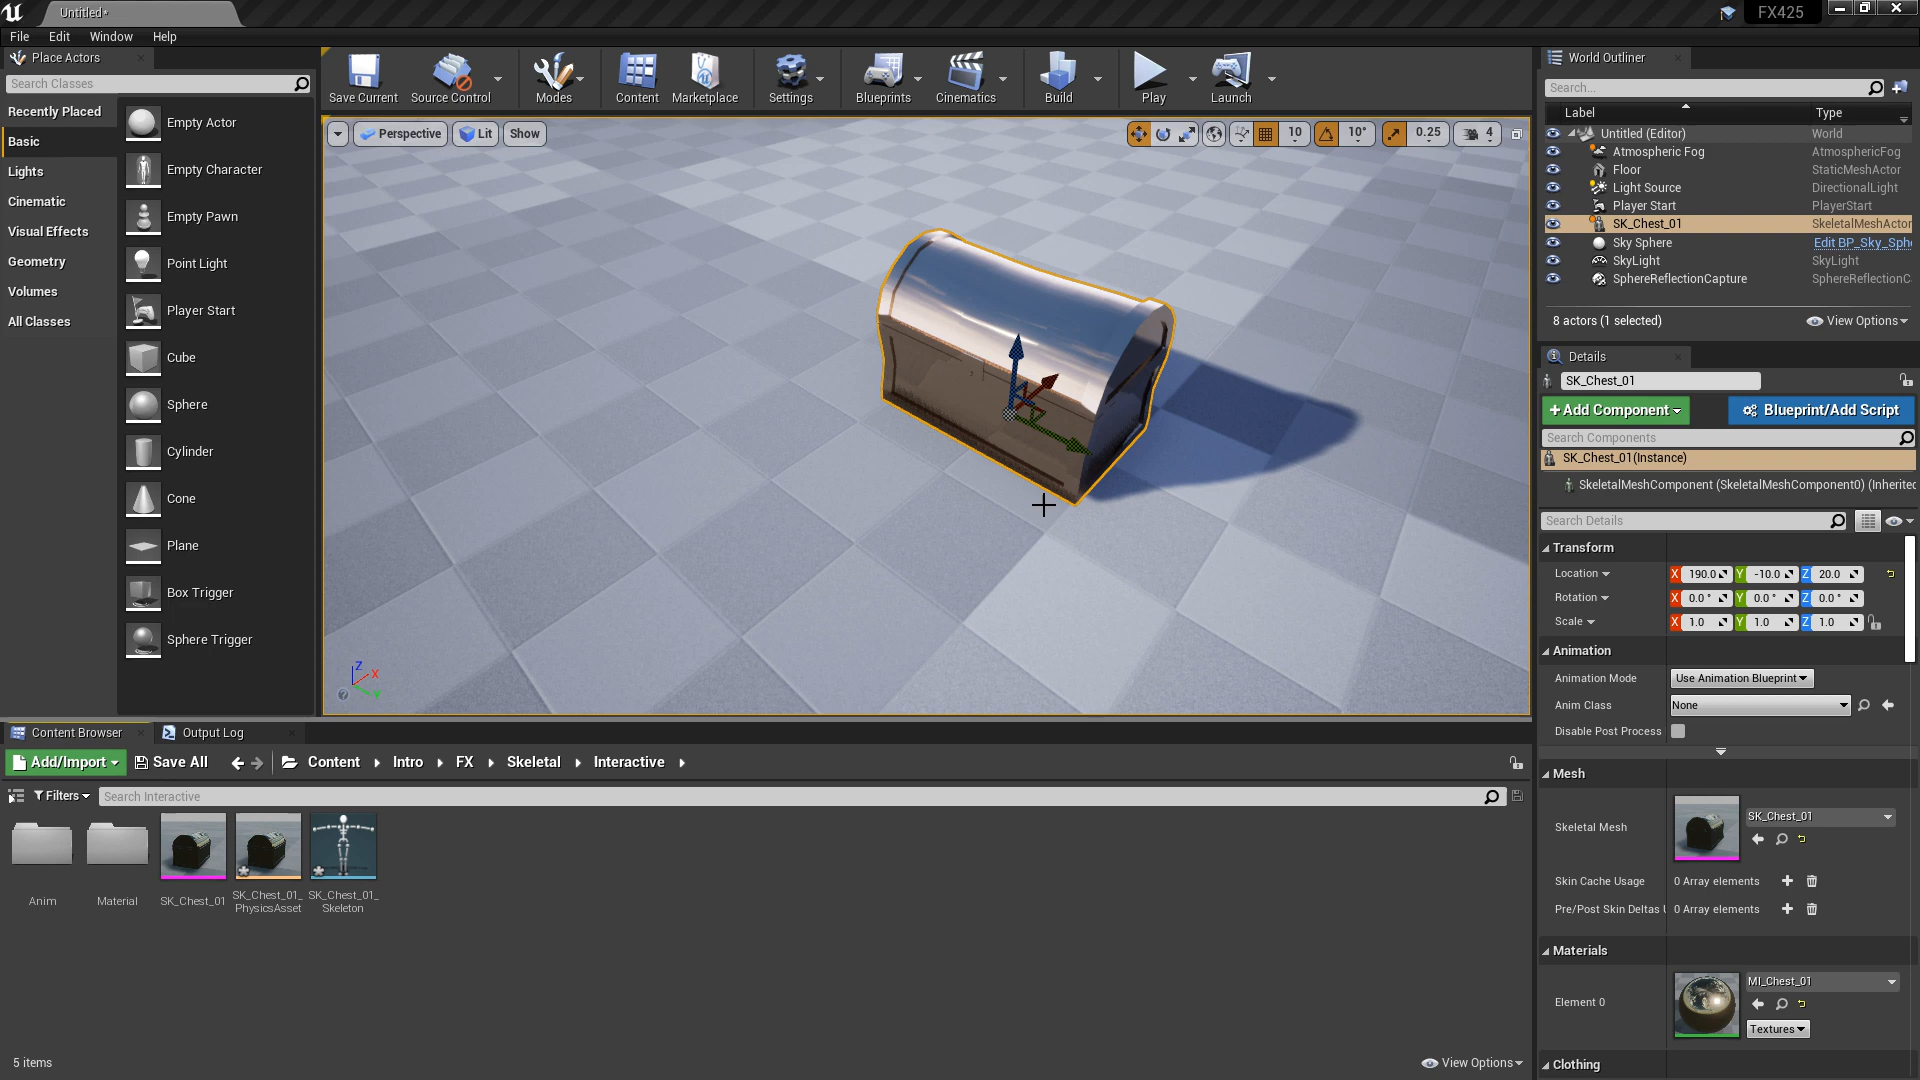 Untitled*
FX425
File Edit Window Help
Place Actors
Search Classes
Recently Placed
Basic
Lights
Cinematic
Visual Effects
Geometry
Volumes
All Classes
Empty Actor
Empty Character
Empty Pawn
Point Light
Player Start
Cube
Sphere
Cylinder
Cone
Plane
Box Trigger
Sphere Trigger
Save Current Source Control Modes Content Marketplace Settings Blueprints Cinematics Build Play Launch
Perspective Lit Show
10 10° 0.25 4
Z
X
Y
World Outliner
Search...
Label Type
Untitled (Editor) World
Atmospheric Fog AtmosphericFog
Floor StaticMeshActor
Light Source DirectionalLight
Player Start PlayerStart
SK_Chest_01 SkeletalMeshActor
Sky Sphere Edit BP_Sky_Sphe
SkyLight SkyLight
SphereReflectionCapture SphereReflectionC
8 actors (1 selected) View Options
Details
SK_Chest_01
+Add Component Blueprint/Add Script
Search Components
SK_Chest_01(Instance)
SkeletalMeshComponent (SkeletalMeshComponent0) (Inherited
Search Details
Transform
Location X 190.0 Y -10.0 Z 20.0
Rotation X 0.0 ° Y 0.0 ° Z 0.0 °
Scale X 1.0 Y 1.0 Z 1.0
Animation
Animation Mode Use Animation Blueprint
Anim Class None
Disable Post Process
Mesh
Skeletal Mesh SK_Chest_01
Skin Cache Usage 0 Array elements
Pre/Post Skin Deltas U 0 Array elements
Materials
Element 0 MI_Chest_01
Textures
Clothing
Content Browser Output Log
Add/Import Save All Content Intro FX Skeletal Interactive
Filters Search Interactive
Anim
Material
SK_Chest_01
SK_Chest_01_
PhysicsAsset
SK_Chest_01_
Skeleton
5 items View Options